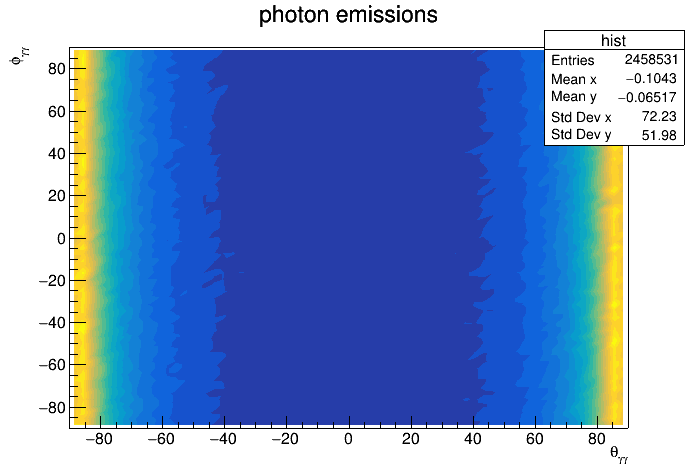 photon emissions
hist
Entries 2458531
Mean x −0.1043
Mean y −0.06517
Std Dev x 72.23
Std Dev y 51.98
ϕγγ
80
60
40
20
0
−20
−40
−60
−80
−80 −60 −40 −20 0 20 40 60 80
θγγ